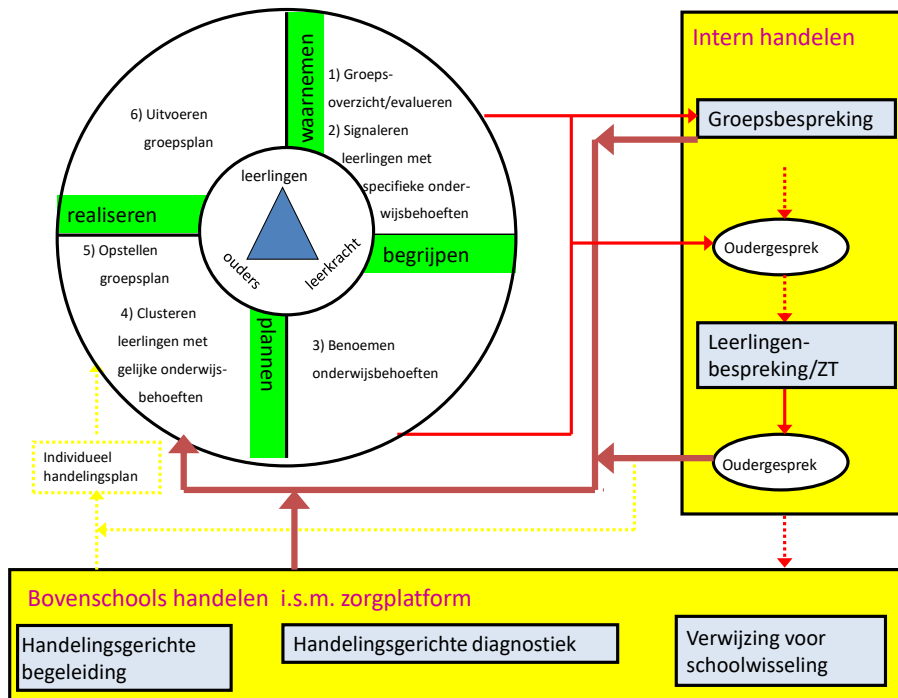 waarnemen
1) Groeps-
overzicht/evalueren
2) Signaleren
leerlingen met
specifieke onder-
wijsbehoeften
begrijpen
3) Benoemen
onderwijsbehoeften
plannen
4) Clusteren
leerlingen met
gelijke onderwijs-
behoeften
5) Opstellen
groepsplan
realiseren
6) Uitvoeren
groepsplan
leerlingen
ouders
leerkracht
Individueel
handelingsplan
Intern handelen
Groepsbespreking
Oudergesprek
Leerlingen-
bespreking/ZT
Oudergesprek
Bovenschools handelen i.s.m. zorgplatform
Handelingsgerichte
begeleiding
Handelingsgerichte diagnostiek
Verwijzing voor
schoolwisseling